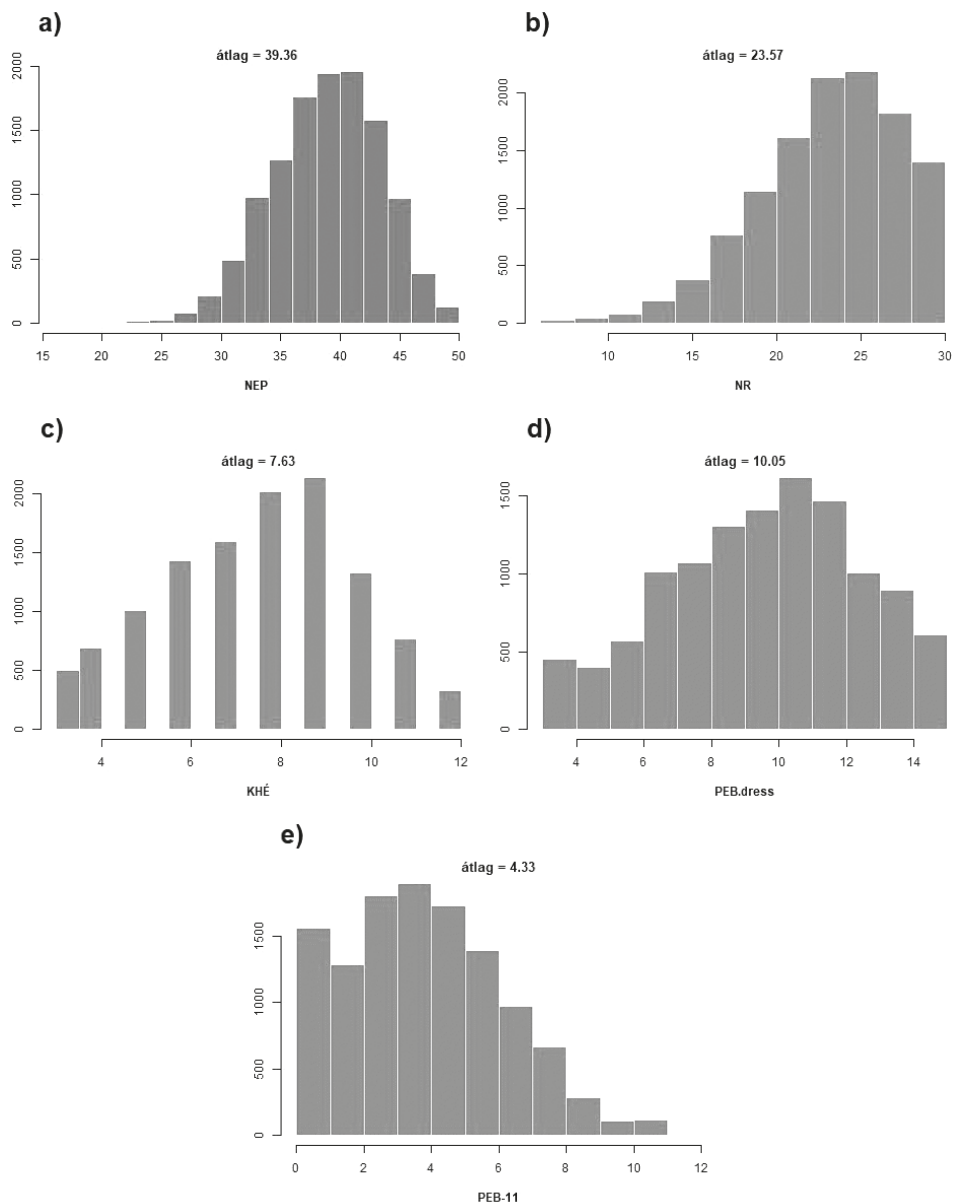 a)
átlag = 39.36
2000
1500
1000
500
0
15 20 25 30 35 40 45 50
NEP
b)
átlag = 23.57
2000
1500
1000
500
0
10 15 20 25 30
NR
c)
átlag = 7.63
2000
1500
1000
500
0
4 6 8 10 12
KHÉ
d)
átlag = 10.05
1500
1000
500
0
4 6 8 10 12 14
PEB.dress
e)
átlag = 4.33
1500
1000
500
0
0 2 4 6 8 10 12
PEB-11